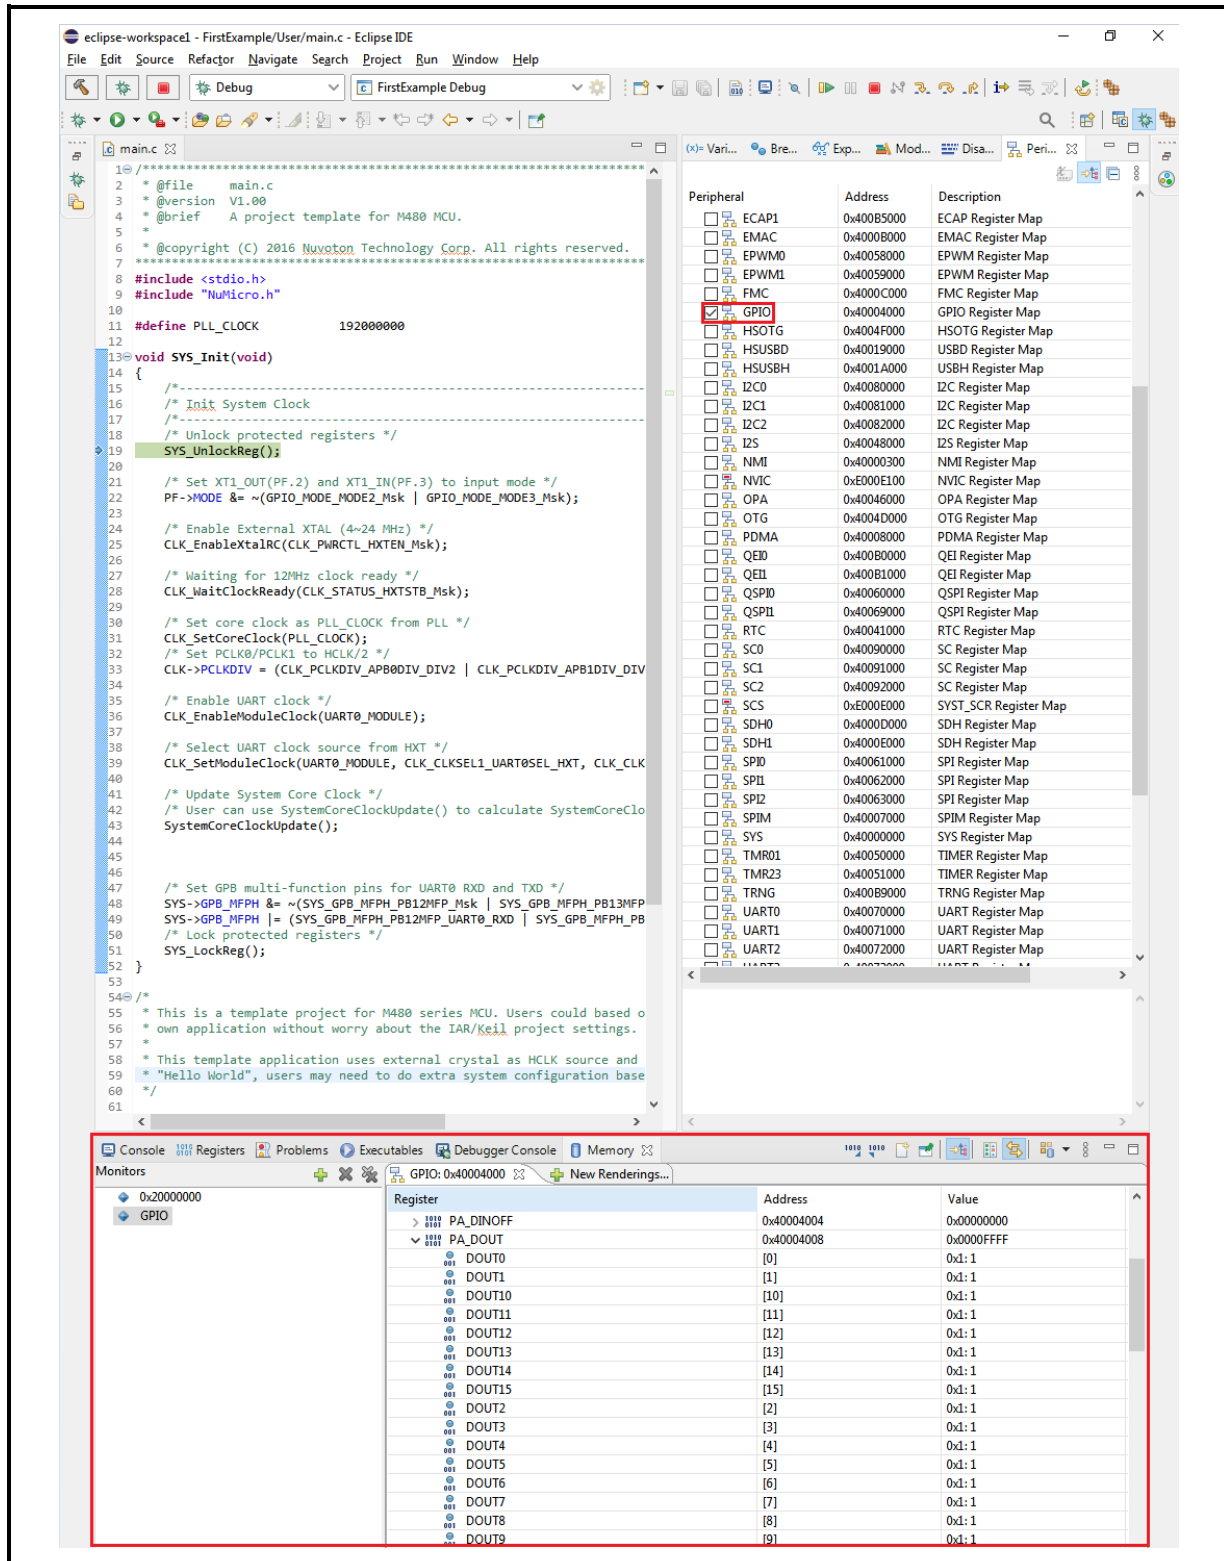 eclipse-workspace1 - FirstExample/User/main.c - Eclipse IDE
File Edit Source Refactor Navigate Search Project Run Window Help
Debug
FirstExample Debug
main.c
1 /*****************************************************************
2 * @file main.c
3 * @version V1.00
4 * @brief A project template for M480 MCU.
5 *
6 * @copyright (C) 2016 Nuvoton Technology Corp. All rights reserved.
7 ******************************************************************
8 #include <stdio.h>
9 #include "NuMicro.h"
10
11 #define PLL_CLOCK 192000000
12
13 void SYS_Init(void)
14 {
15 /*---------------------------------------------------------------
16 /* Init System Clock
17 /*---------------------------------------------------------------
18 /* Unlock protected registers */
19 SYS_UnlockReg();
20
21 /* Set XT1_OUT(PF.2) and XT1_IN(PF.3) to input mode */
22 PF->MODE &= ~(GPIO_MODE_MODE2_Msk | GPIO_MODE_MODE3_Msk);
23
24 /* Enable External XTAL (4~24 MHz) */
25 CLK_EnableXtalRC(CLK_PWRCTL_HXTEN_Msk);
26
27 /* Waiting for 12MHz clock ready */
28 CLK_WaitClockReady(CLK_STATUS_HXTSTB_Msk);
29
30 /* Set core clock as PLL_CLOCK from PLL */
31 CLK_SetCoreClock(PLL_CLOCK);
32 /* Set PCLK0/PCLK1 to HCLK/2 */
33 CLK->PCLKDIV = (CLK_PCLKDIV_APB0DIV_DIV2 | CLK_PCLKDIV_APB1DIV_DIV
34
35 /* Enable UART clock */
36 CLK_EnableModuleClock(UART0_MODULE);
37
38 /* Select UART clock source from HXT */
39 CLK_SetModuleClock(UART0_MODULE, CLK_CLKSEL1_UART0SEL_HXT, CLK_CLK
40
41 /* Update System Core Clock */
42 /* User can use SystemCoreClockUpdate() to calculate SystemCoreClo
43 SystemCoreClockUpdate();
44
45
46
47 /* Set GPB multi-function pins for UART0 RXD and TXD */
48 SYS->GPB_MFPH &= ~(SYS_GPB_MFPH_PB12MFP_Msk | SYS_GPB_MFPH_PB13MFP
49 SYS->GPB_MFPH |= (SYS_GPB_MFPH_PB12MFP_UART0_RXD | SYS_GPB_MFPH_PB
50 /* Lock protected registers */
51 SYS_LockReg();
52 }
53
54 /*
55 * This is a template project for M480 series MCU. Users could based o
56 * own application without worry about the IAR/Keil project settings.
57 *
58 * This template application uses external crystal as HCLK source and
59 * "Hello World", users may need to do extra system configuration base
60 */
61
(x)= Vari... Bre... Exp... Mod... Disa... Peri...
Peripheral Address Description
ECAP1 0x400B5000 ECAP Register Map
EMAC 0x4000B000 EMAC Register Map
EPWM0 0x40058000 EPWM Register Map
EPWM1 0x40059000 EPWM Register Map
FMC 0x4000C000 FMC Register Map
GPIO 0x40004000 GPIO Register Map
HSOTG 0x4004F000 HSOTG Register Map
HSUSBD 0x40019000 USBD Register Map
HSUSBH 0x4001A000 USBH Register Map
I2C0 0x40080000 I2C Register Map
I2C1 0x40081000 I2C Register Map
I2C2 0x40082000 I2C Register Map
I2S 0x40048000 I2S Register Map
NMI 0x40000300 NMI Register Map
NVIC 0xE000E100 NVIC Register Map
OPA 0x40046000 OPA Register Map
OTG 0x4004D000 OTG Register Map
PDMA 0x40008000 PDMA Register Map
QEI0 0x400B0000 QEI Register Map
QEI1 0x400B1000 QEI Register Map
QSPI0 0x40060000 QSPI Register Map
QSPI1 0x40069000 QSPI Register Map
RTC 0x40041000 RTC Register Map
SC0 0x40090000 SC Register Map
SC1 0x40091000 SC Register Map
SC2 0x40092000 SC Register Map
SCS 0xE000E000 SYST_SCR Register Map
SDH0 0x4000D000 SDH Register Map
SDH1 0x4000E000 SDH Register Map
SPI0 0x40061000 SPI Register Map
SPI1 0x40062000 SPI Register Map
SPI2 0x40063000 SPI Register Map
SPIM 0x40007000 SPIM Register Map
SYS 0x40000000 SYS Register Map
TMR01 0x40050000 TIMER Register Map
TMR23 0x40051000 TIMER Register Map
TRNG 0x400B9000 TRNG Register Map
UART0 0x40070000 UART Register Map
UART1 0x40071000 UART Register Map
UART2 0x40072000 UART Register Map
Console Registers Problems Executables Debugger Console Memory
Monitors
0x20000000
GPIO
GPIO: 0x40004000 New Renderings...
Register Address Value
PA_DINOFF 0x40004004 0x00000000
PA_DOUT 0x40004008 0x0000FFFF
DOUT0 [0] 0x1: 1
DOUT1 [1] 0x1: 1
DOUT10 [10] 0x1: 1
DOUT11 [11] 0x1: 1
DOUT12 [12] 0x1: 1
DOUT13 [13] 0x1: 1
DOUT14 [14] 0x1: 1
DOUT15 [15] 0x1: 1
DOUT2 [2] 0x1: 1
DOUT3 [3] 0x1: 1
DOUT4 [4] 0x1: 1
DOUT5 [5] 0x1: 1
DOUT6 [6] 0x1: 1
DOUT7 [7] 0x1: 1
DOUT8 [8] 0x1: 1
DOUT9 [9] 0x1: 1